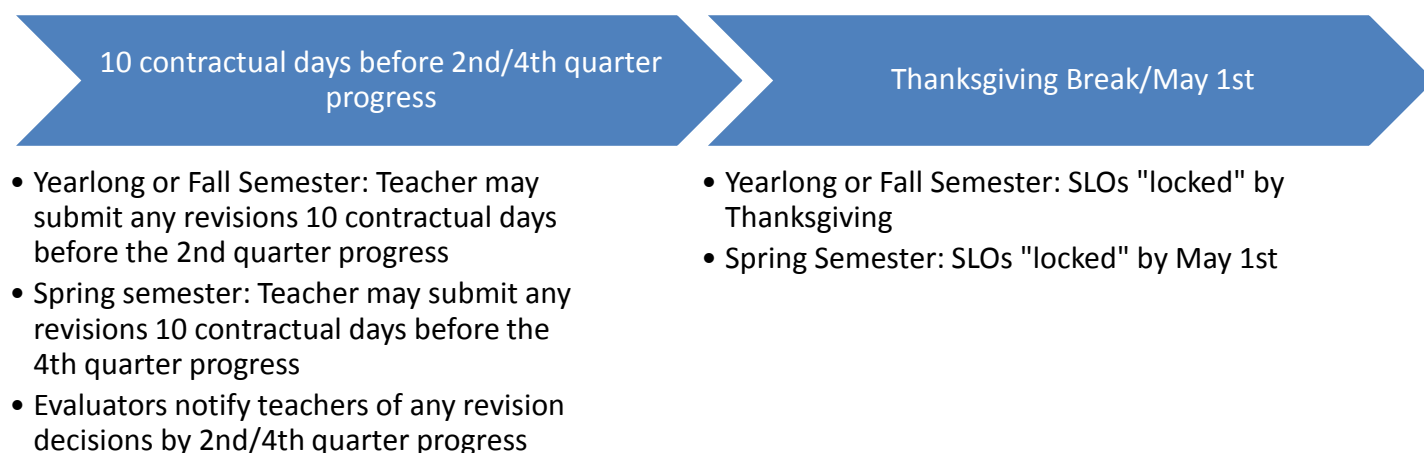 10 contractual days before 2nd/4th quarter
progress
Thanksgiving Break/May 1st
• Yearlong or Fall Semester: Teacher may
submit any revisions 10 contractual days
before the 2nd quarter progress
• Spring semester: Teacher may submit any
revisions 10 contractual days before the
4th quarter progress
• Evaluators notify teachers of any revision
decisions by 2nd/4th quarter progress
• Yearlong or Fall Semester: SLOs "locked" by
Thanksgiving
• Spring Semester: SLOs "locked" by May 1st